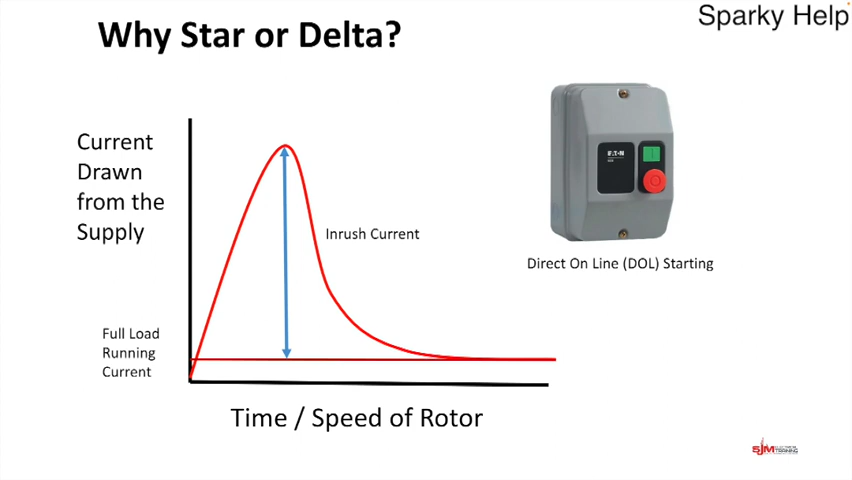 Sparky Help
Why Star or Delta?
Current
Drawn
from the
Supply
Inrush Current
Full Load
Running
Current
Time / Speed of Rotor
E·T·N
Direct On Line (DOL) Starting
SJM
TRAINING